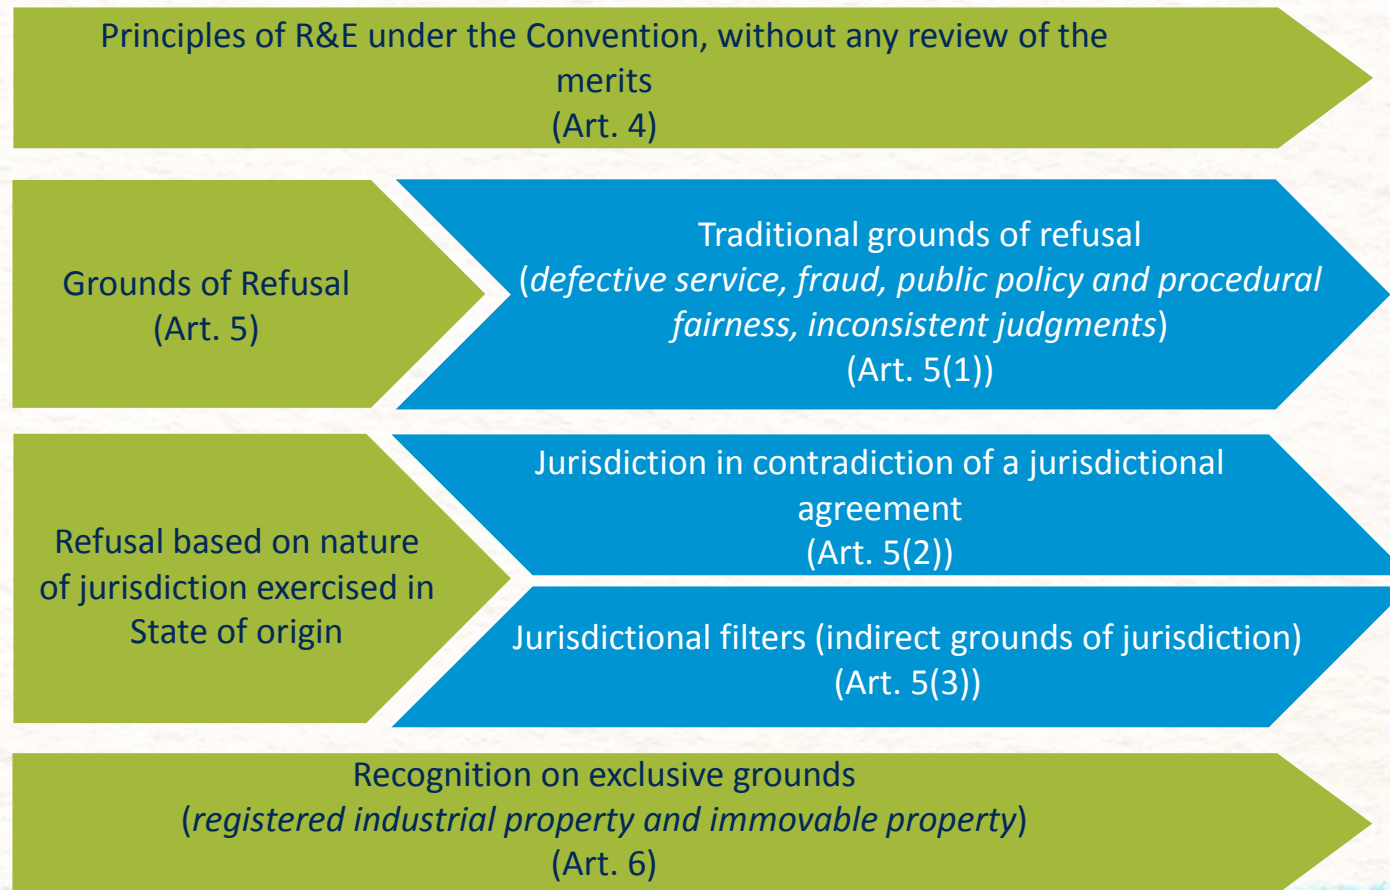 Principles of R&E under the Convention, without any review of the
merits
(Art. 4)
Grounds of Refusal
(Art. 5)
Traditional grounds of refusal
(defective service, fraud, public policy and procedural
fairness, inconsistent judgments)
(Art. 5(1))
Refusal based on nature
of jurisdiction exercised in
State of origin
Jurisdiction in contradiction of a jurisdictional
agreement
(Art. 5(2))
Jurisdictional filters (indirect grounds of jurisdiction)
(Art. 5(3))
Recognition on exclusive grounds
(registered industrial property and immovable property)
(Art. 6)